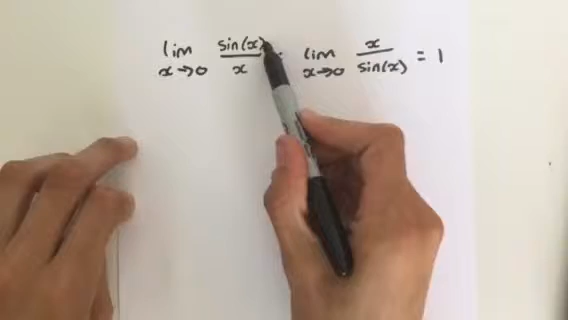 lim x→0 sin(x)/x = lim x→0 x/sin(x) = 1